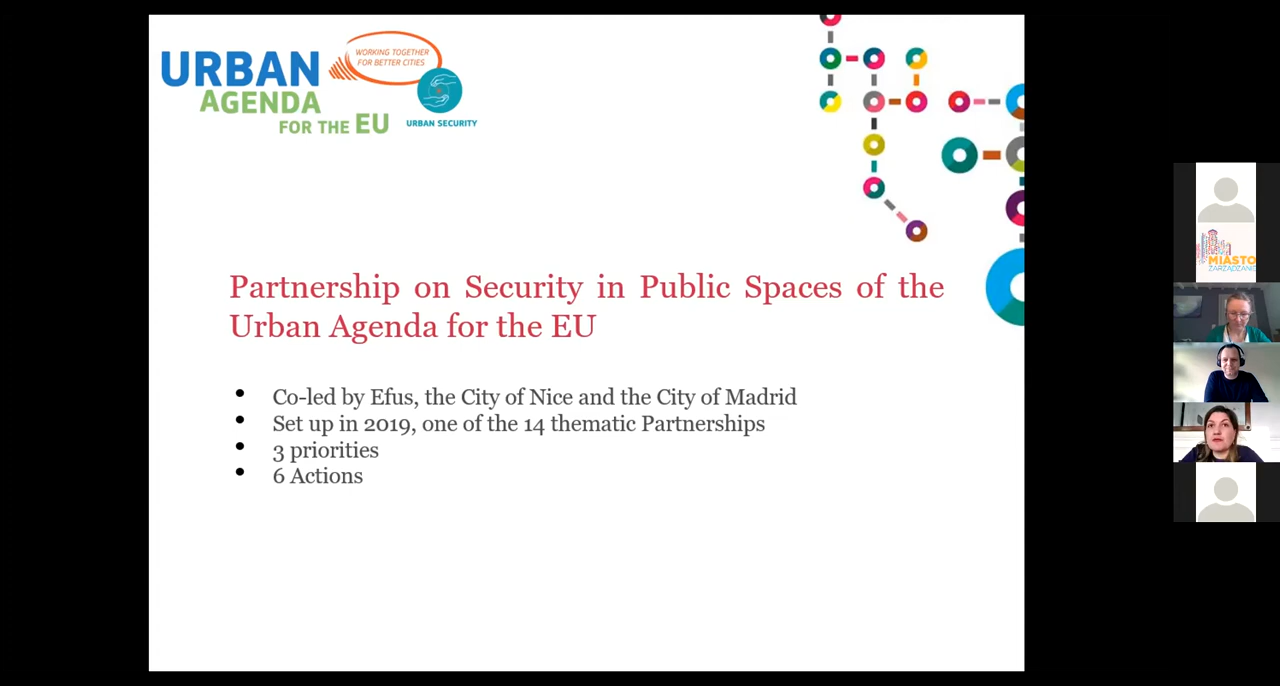 URBAN
AGENDA
FOR THE EU
WORKING TOGETHER
FOR BETTER CITIES
URBAN SECURITY
Partnership on Security in Public Spaces of the
Urban Agenda for the EU
• Co-led by Efus, the City of Nice and the City of Madrid
• Set up in 2019, one of the 14 thematic Partnerships
• 3 priorities
• 6 Actions
MIASTO